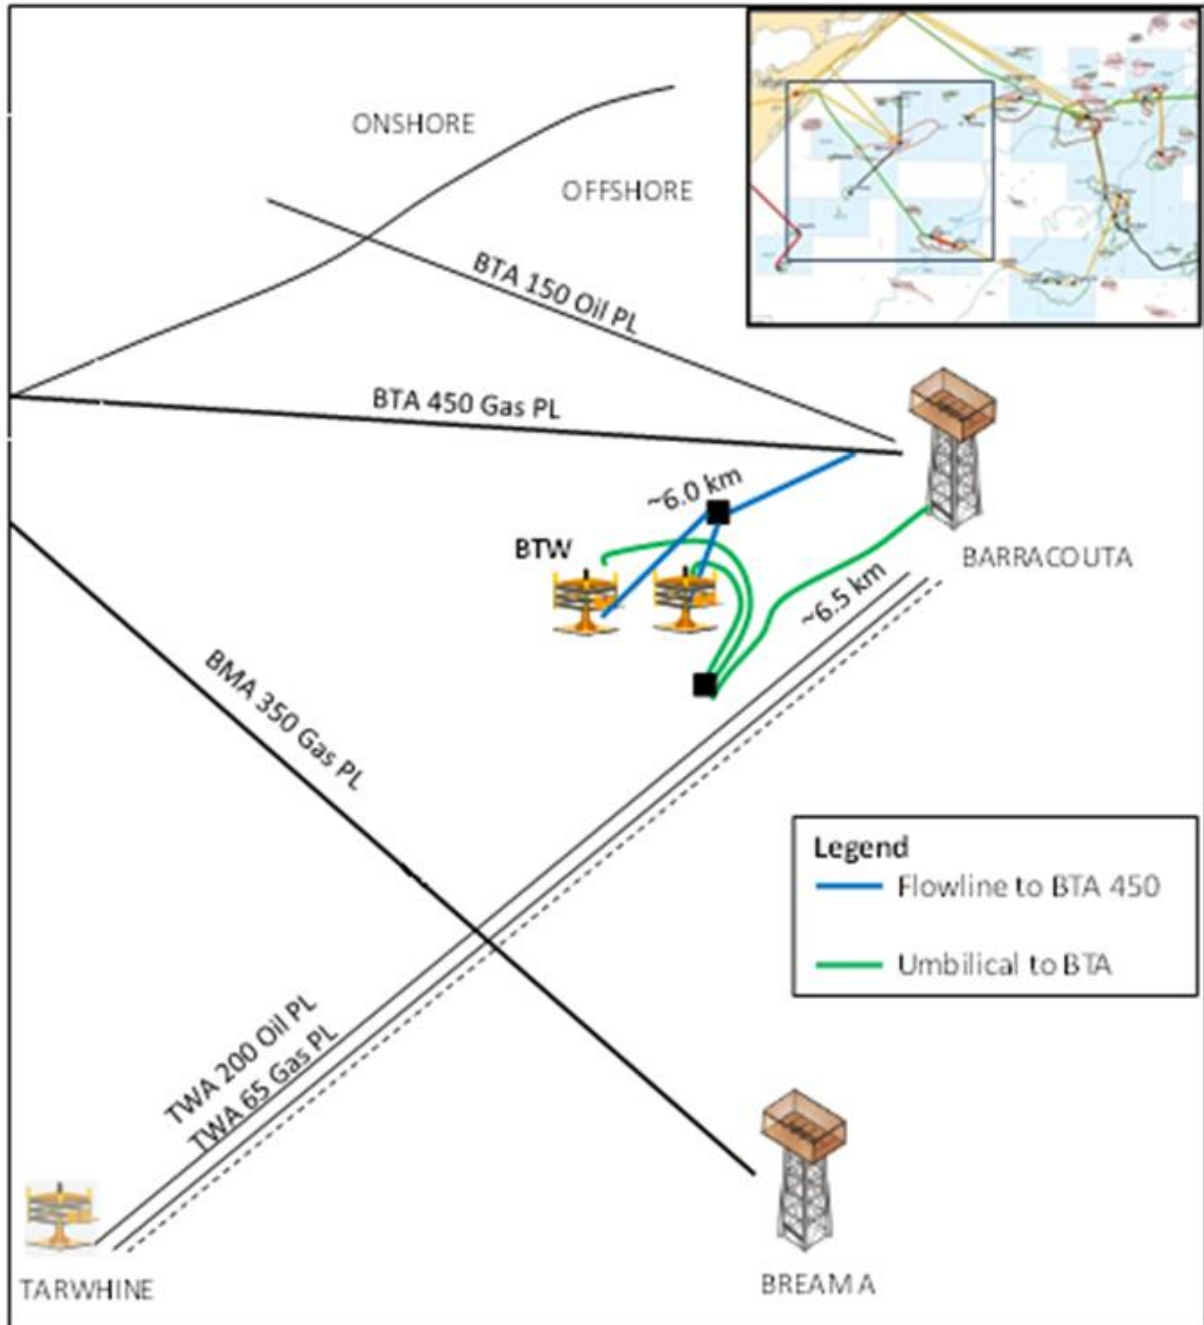 ONSHORE
OFFSHORE
BTA 150 Oil PL
BTA 450 Gas PL
~6.0 km
BTW
BARRACOUTA
~6.5 km
BMA 350 Gas PL
Legend
Flowline to BTA 450
Umbilical to BTA
TWA 200 Oil PL
TWA 65 Gas PL
TARWHINE
BREAM A